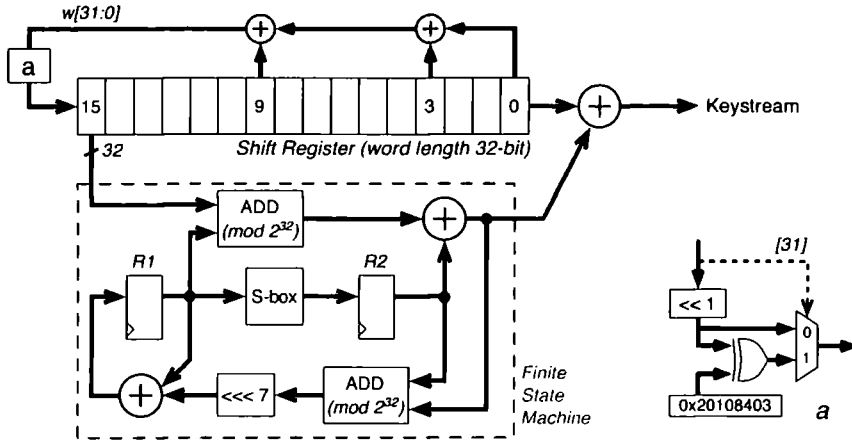 w[31:0]
+
+
a
15
9
3
0
+
Keystream
32
Shift Register (word length 32-bit)
ADD
(mod 2^32)
+
[31]
R1
R2
<< 1
S-box
0
1
+
<<< 7
ADD
(mod 2^32)
Finite
State
Machine
0x20108403
a